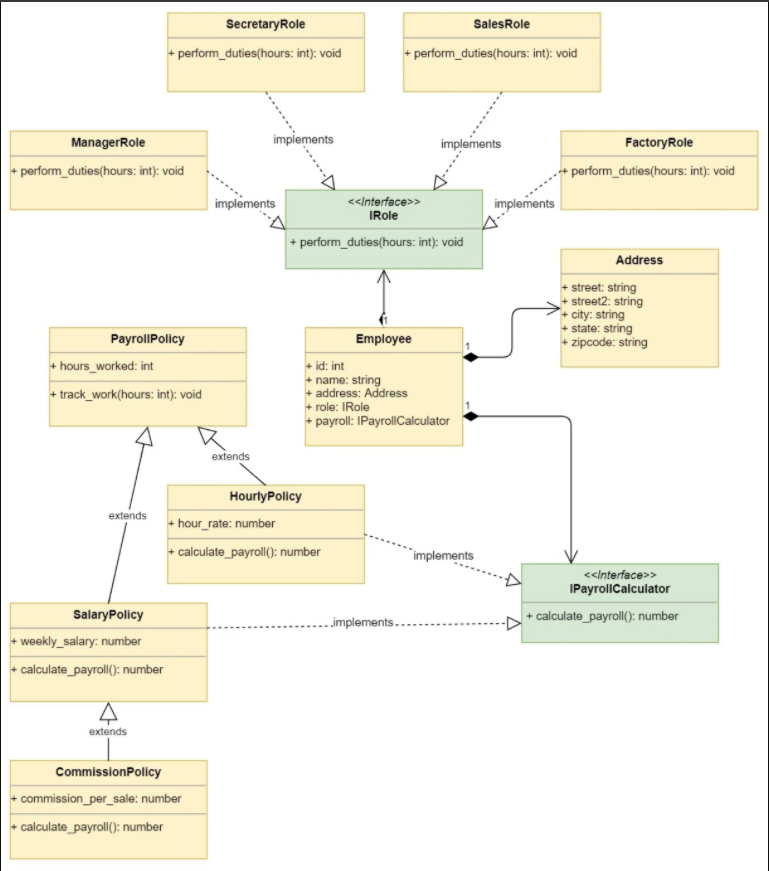 SecretaryRole
+ perform_duties(hours: int): void
SalesRole
+ perform_duties(hours: int): void
implements
implements
ManagerRole
+ perform_duties(hours: int): void
FactoryRole
+ perform_duties(hours: int): void
implements
implements
<<Interface>>
IRole
+ perform_duties(hours: int): void
Address
+ street: string
+ street2: string
+ city: string
+ state: string
+ zipcode: string
1
PayrollPolicy
+ hours_worked: int
+ track_work(hours: int): void
Employee
+ id: int
+ name: string
+ address: Address
+ role: IRole
+ payroll: IPayrollCalculator
1
1
extends
extends
HourlyPolicy
+ hour_rate: number
+ calculate_payroll(): number
implements
<<Interface>>
IPayrollCalculator
+ calculate_payroll(): number
SalaryPolicy
+ weekly_salary: number
+ calculate_payroll(): number
implements
extends
CommissionPolicy
+ commission_per_sale: number
+ calculate_payroll(): number